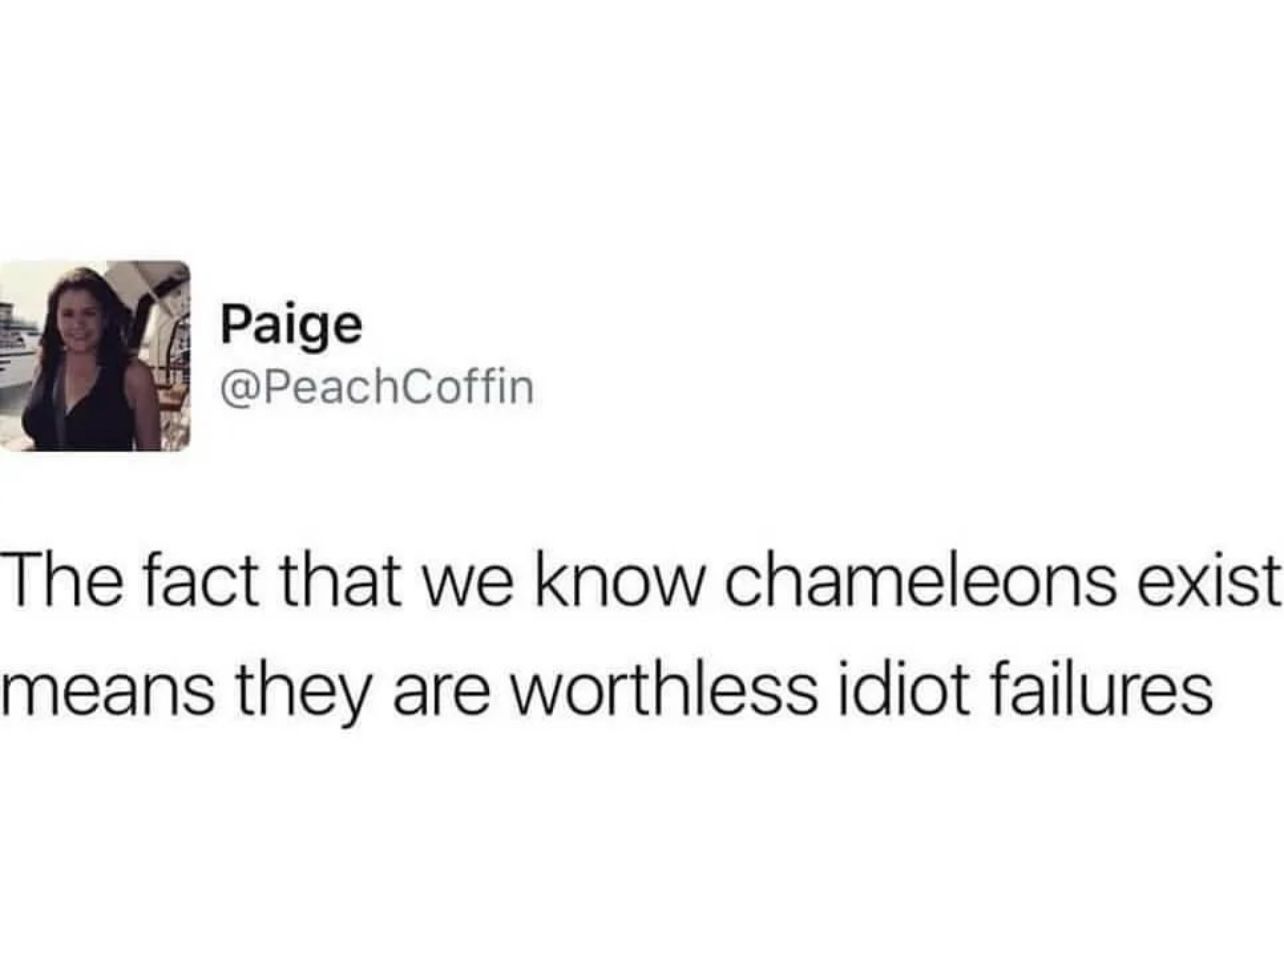 Paige
@PeachCoffin
The fact that we know chameleons exist
means they are worthless idiot failures